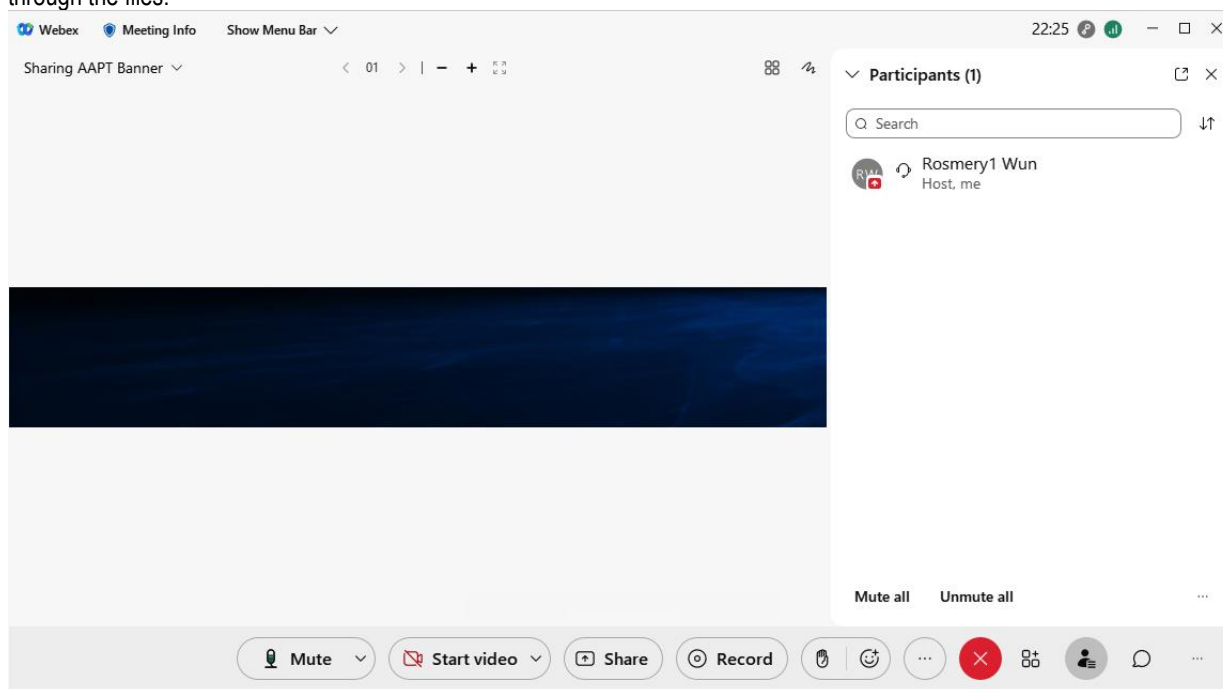 through the files.
Webex Meeting Info Show Menu Bar 22:25
Sharing AAPT Banner 01
Participants (1)
Search
RW Rosmery1 Wun
Host, me
Mute all Unmute all
Mute Start video Share Record